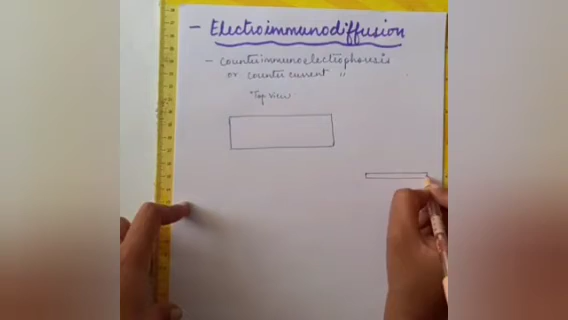 - Electroimmunodiffusion
- Counterimmunoelectrophoresis
or counter current "
Top view